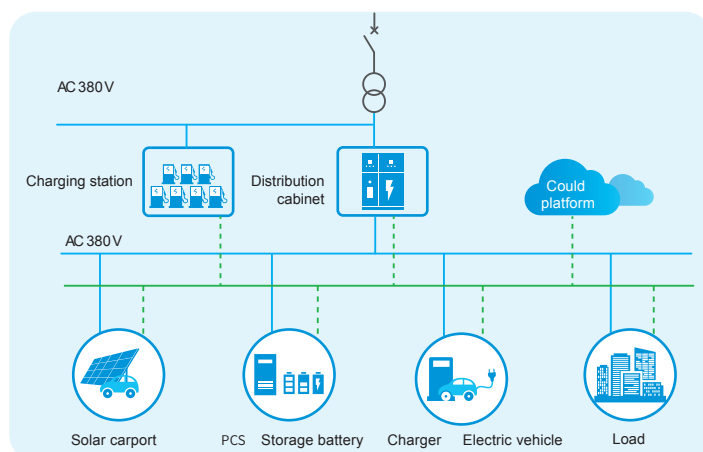 AC 380 V
Charging station
Distribution
cabinet
Could
platform
AC 380 V
Solar carport
PCS
Storage battery
Charger
Electric vehicle
Load